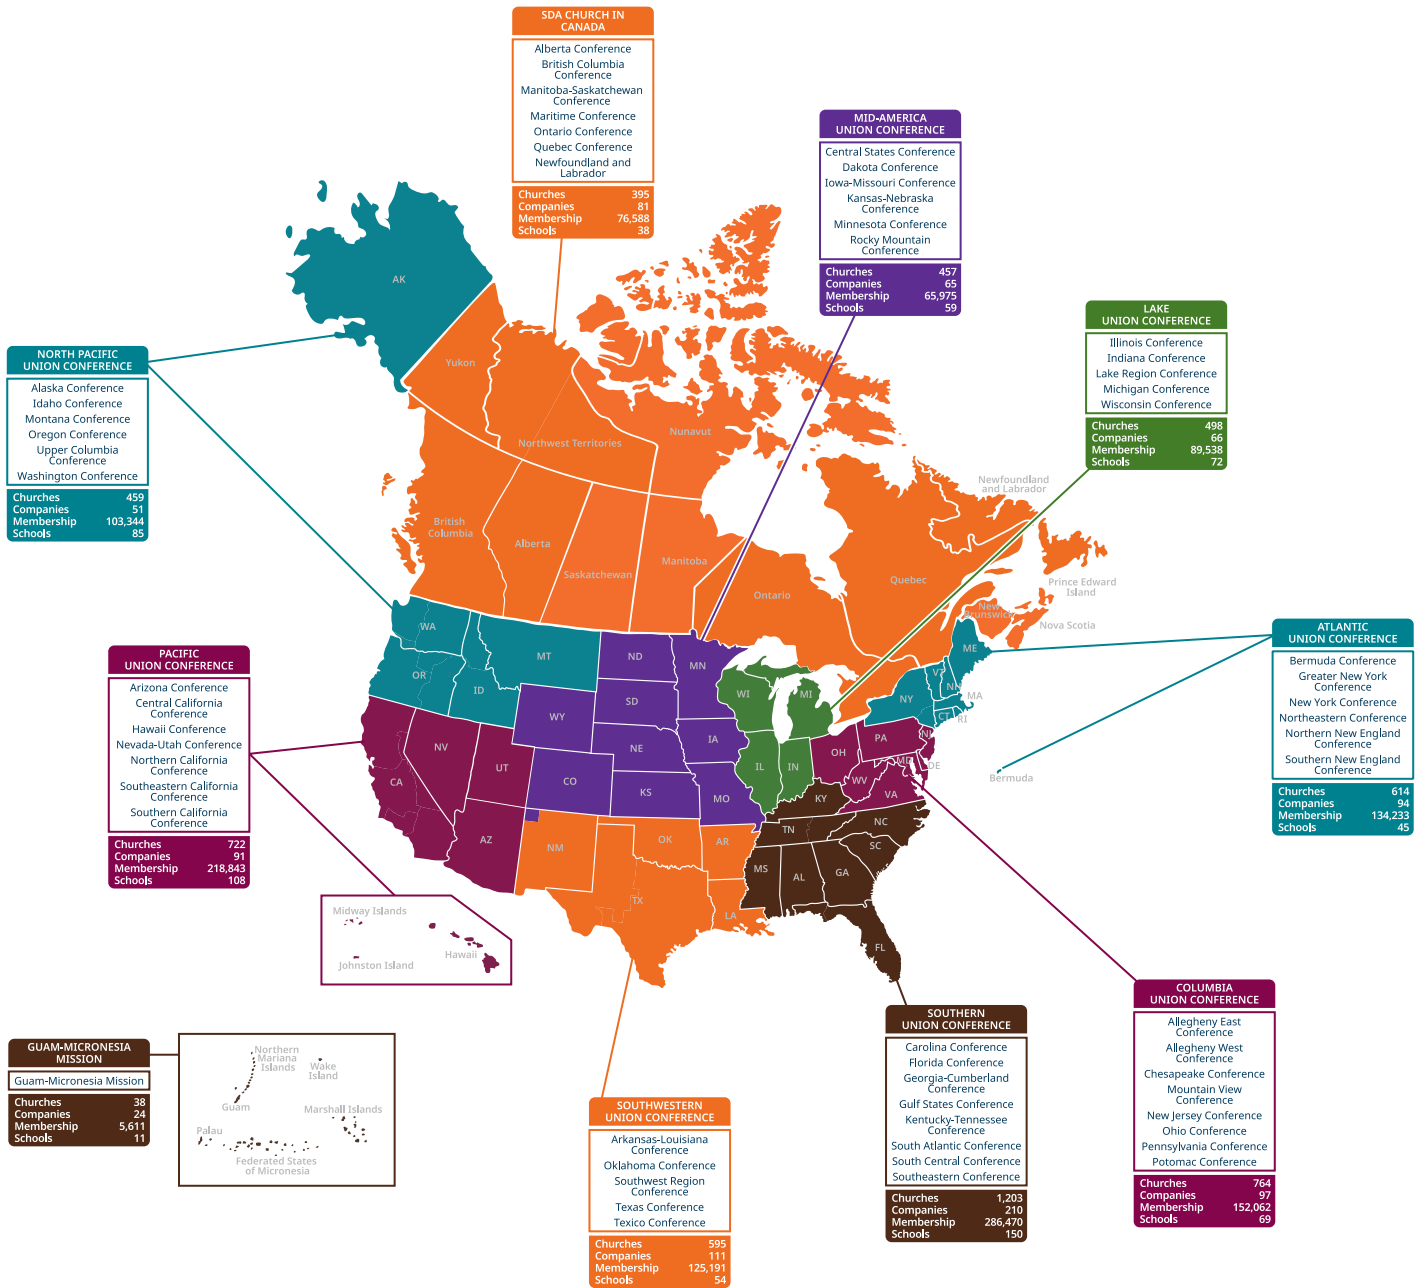 SDA CHURCH IN
CANADA
Alberta Conference
British Columbia
Conference
Manitoba-Saskatchewan
Conference
Maritime Conference
Ontario Conference
Quebec Conference
Newfoundland and
Labrador
Churches 395
Companies 81
Membership 76,588
Schools 38
MID-AMERICA
UNION CONFERENCE
Central States Conference
Dakota Conference
Iowa-Missouri Conference
Kansas-Nebraska
Conference
Minnesota Conference
Rocky Mountain
Conference
Churches 457
Companies 65
Membership 65,975
Schools 59
LAKE
UNION CONFERENCE
Illinois Conference
Indiana Conference
Lake Region Conference
Michigan Conference
Wisconsin Conference
Churches 498
Companies 66
Membership 89,538
Schools 72
NORTH PACIFIC
UNION CONFERENCE
Alaska Conference
Idaho Conference
Montana Conference
Oregon Conference
Upper Columbia
Conference
Washington Conference
Churches 459
Companies 51
Membership 103,344
Schools 85
PACIFIC
UNION CONFERENCE
Arizona Conference
Central California
Conference
Hawaii Conference
Nevada-Utah Conference
Northern California
Conference
Southeastern California
Conference
Southern California
Conference
Churches 722
Companies 91
Membership 218,843
Schools 108
ATLANTIC
UNION CONFERENCE
Bermuda Conference
Greater New York
Conference
New York Conference
Northeastern Conference
Northern New England
Conference
Southern New England
Conference
Churches 614
Companies 94
Membership 134,233
Schools 45
AK
Yukon
Northwest Territories
Nunavut
British
Columbia
Alberta
Saskatchewan
Manitoba
Ontario
Quebec
Newfoundland
and Labrador
Prince Edward
Island
New
Brunswick
Nova Scotia
WA
OR
ID
MT
ND
SD
MN
WY
NE
IA
CO
KS
MO
WI
MI
IL
IN
OH
PA
NJ
MD
DE
WV
VA
NY
VT
NH
ME
MA
CT
RI
Bermuda
NV
UT
CA
AZ
NM
OK
TX
AR
LA
KY
TN
NC
SC
MS
AL
GA
FL
Midway Islands
Johnston Island
Hawaii
GUAM-MICRONESIA
MISSION
Guam-Micronesia Mission
Churches 38
Companies 24
Membership 5,611
Schools 11
Northern
Mariana
Islands
Wake
Island
Guam
Marshall Islands
Palau
Federated States
of Micronesia
SOUTHWESTERN
UNION CONFERENCE
Arkansas-Louisiana
Conference
Oklahoma Conference
Southwest Region
Conference
Texas Conference
Texico Conference
Churches 595
Companies 111
Membership 125,191
Schools 54
SOUTHERN
UNION CONFERENCE
Carolina Conference
Florida Conference
Georgia-Cumberland
Conference
Gulf States Conference
Kentucky-Tennessee
Conference
South Atlantic Conference
South Central Conference
Southeastern Conference
Churches 1,203
Companies 210
Membership 286,470
Schools 150
COLUMBIA
UNION CONFERENCE
Allegheny East
Conference
Allegheny West
Conference
Chesapeake Conference
Mountain View
Conference
New Jersey Conference
Ohio Conference
Pennsylvania Conference
Potomac Conference
Churches 764
Companies 97
Membership 152,062
Schools 69